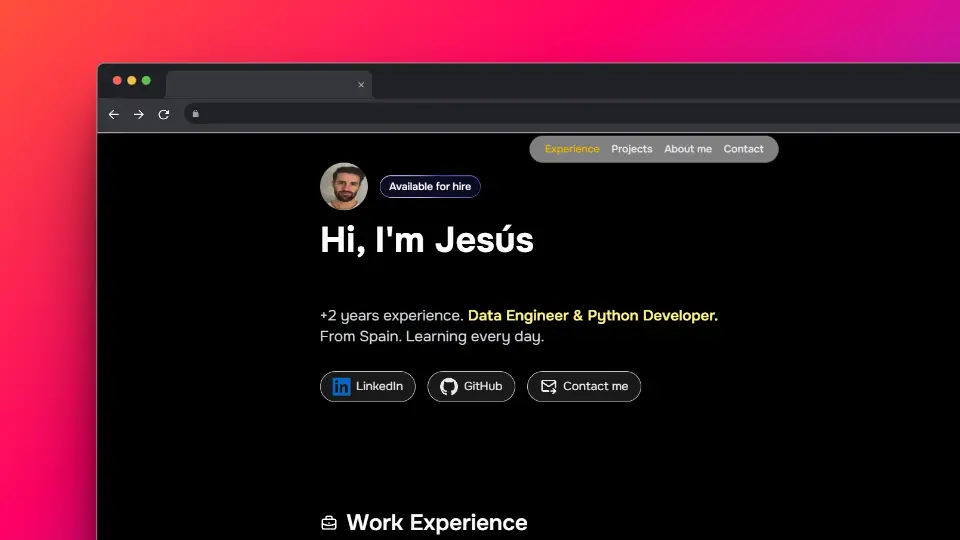 Experience Projects About me Contact
Available for hire
Hi, I'm Jesús
+2 years experience. Data Engineer & Python Developer.
From Spain. Learning every day.
LinkedIn GitHub Contact me
Work Experience